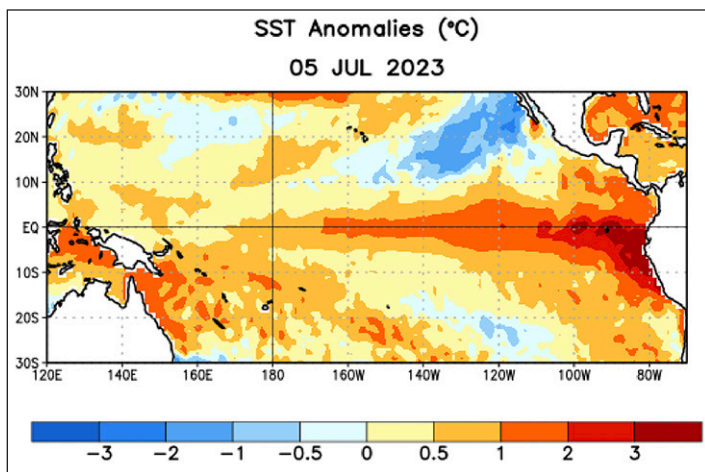 SST Anomalies (°C)
05 JUL 2023
30N
20N
10N
EQ
10S
20S
30S
120E 140E 160E 180 160W 140W 120W 100W 80W
-3 -2 -1 -0.5 0 0.5 1 2 3